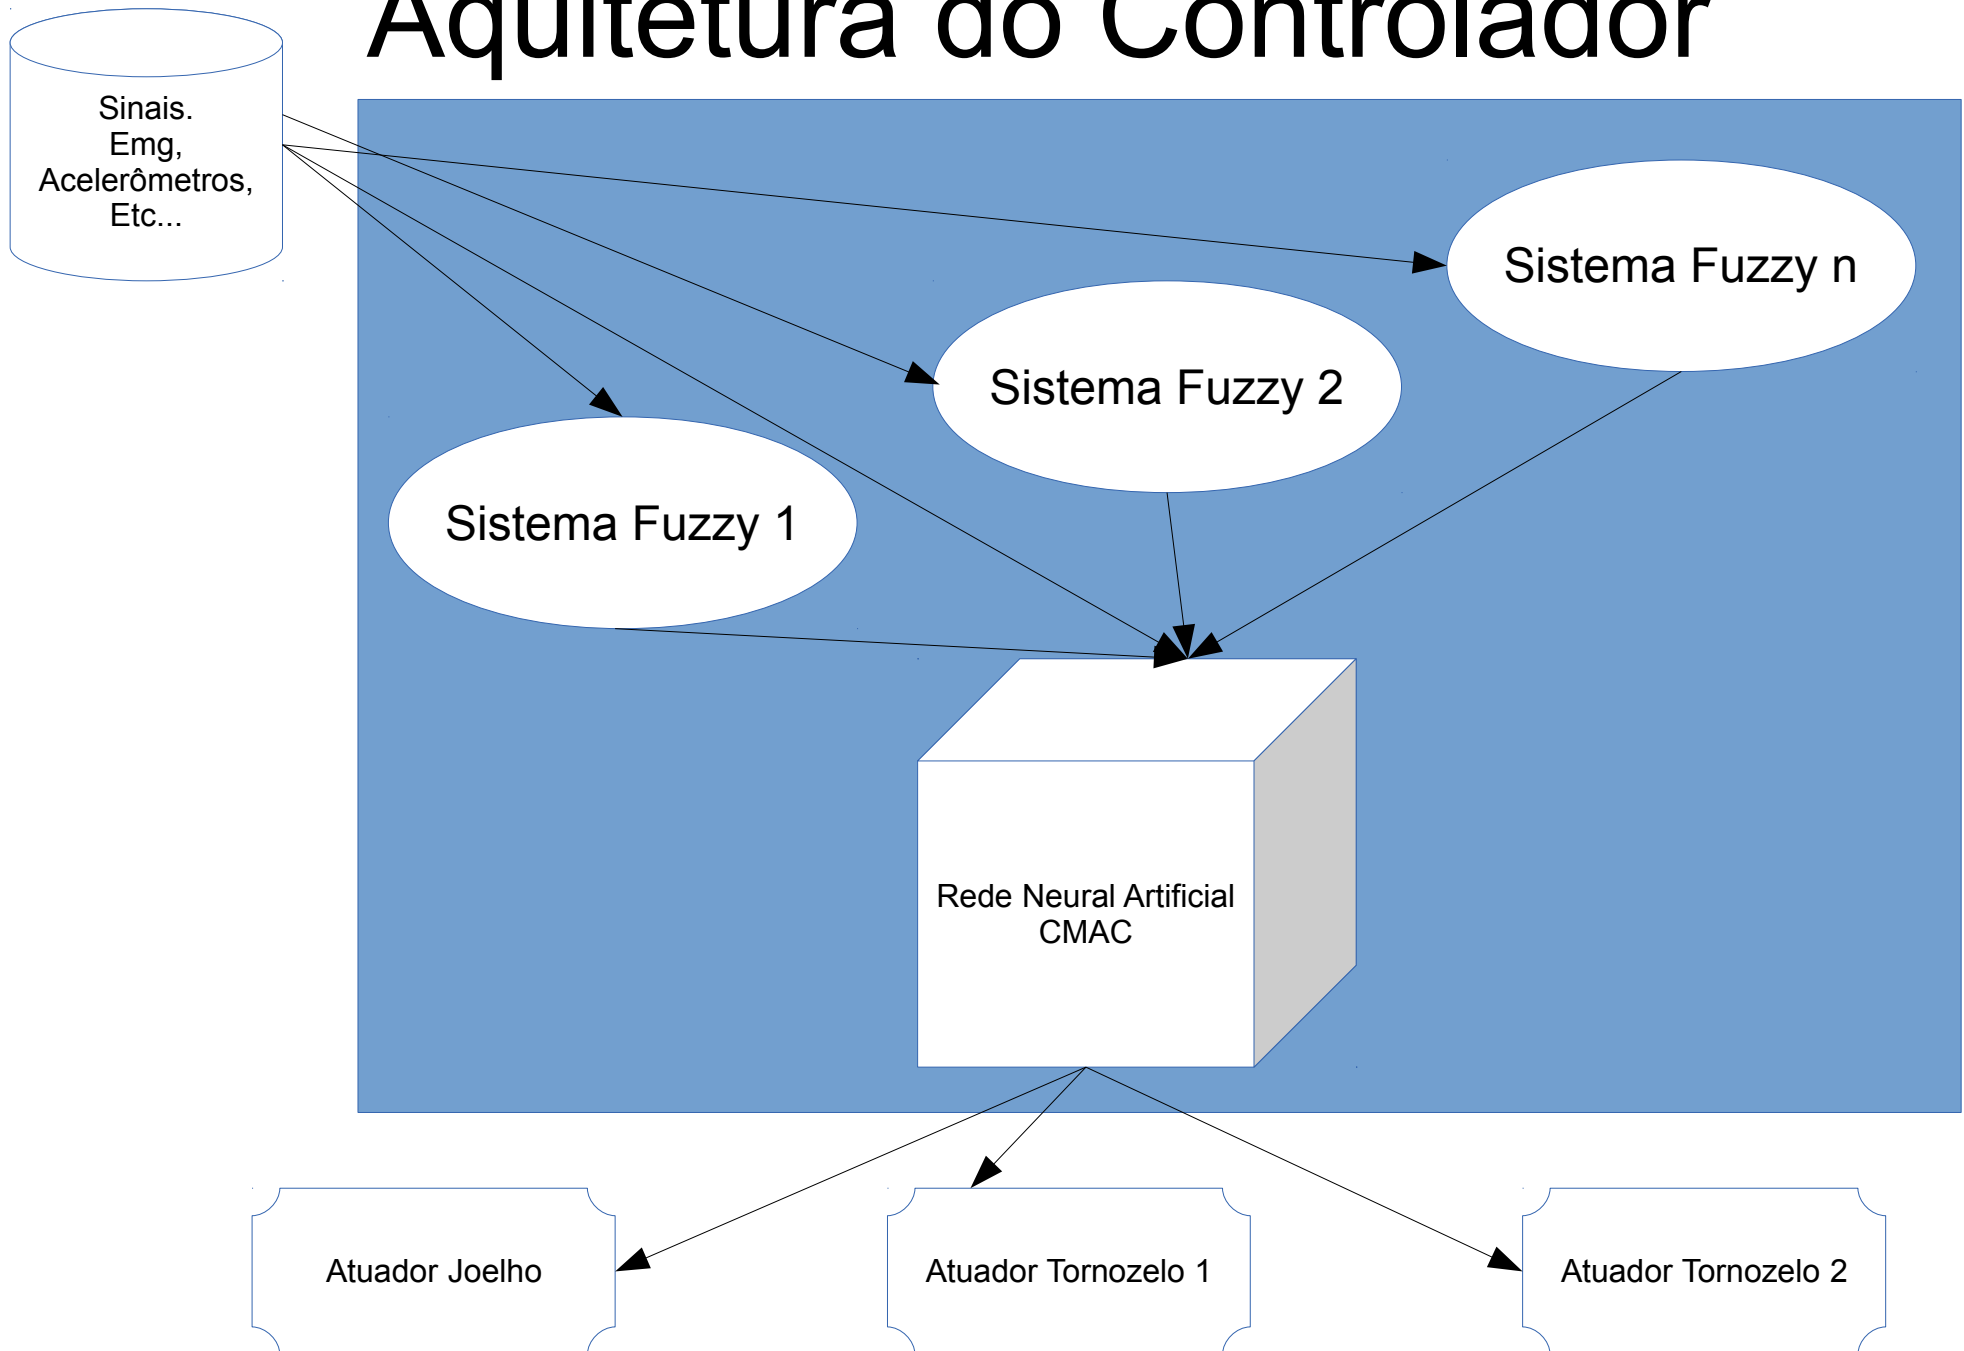 Aquitetura do Controlador
Sinais.
Emg,
Acelerômetros,
Etc...
Sistema Fuzzy n
Sistema Fuzzy 2
Sistema Fuzzy 1
Rede Neural Artificial
CMAC
Atuador Joelho
Atuador Tornozelo 1
Atuador Tornozelo 2